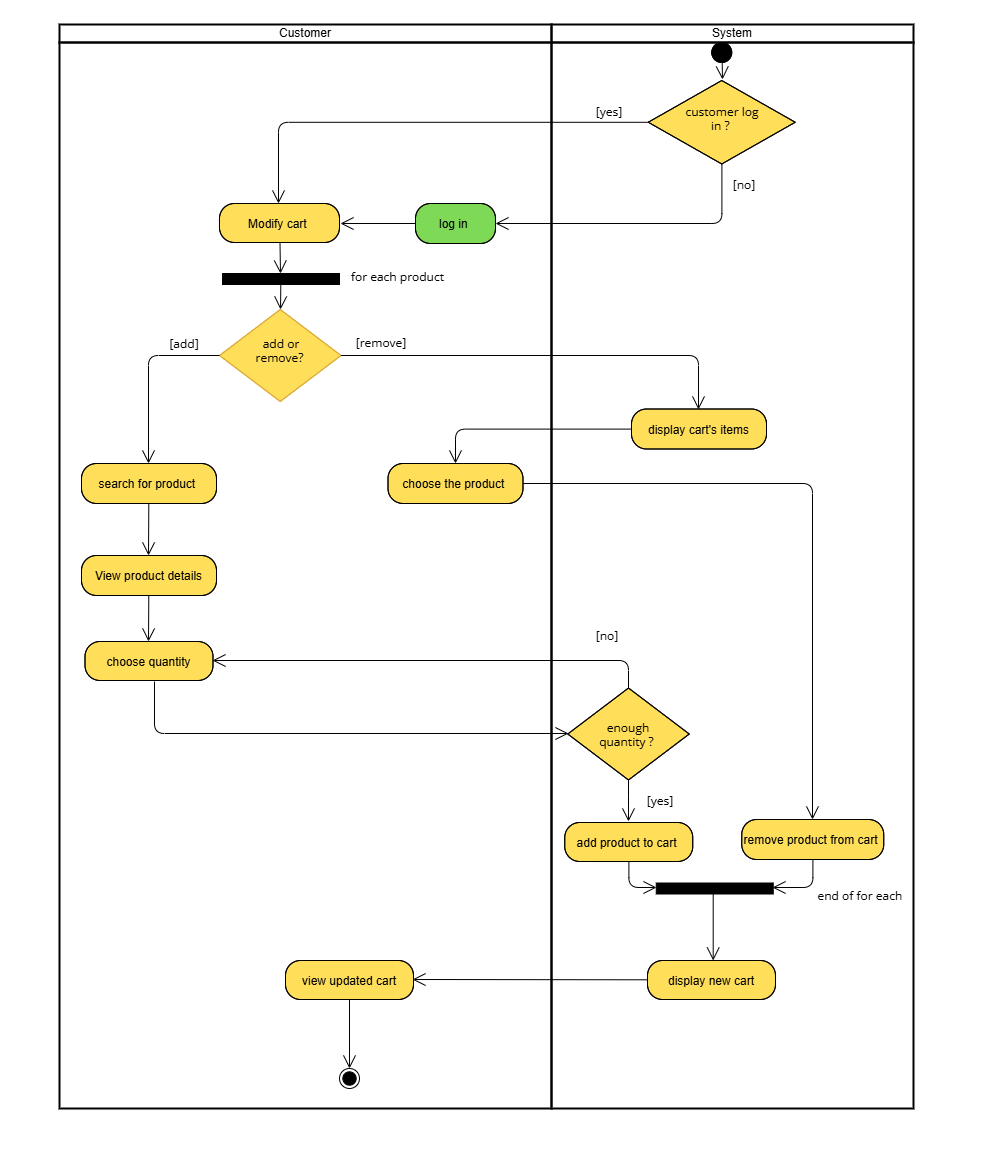 Customer
System
customer log
in ?
[yes]
[no]
Modify cart
log in
for each product
add or
remove?
[add]
[remove]
display cart's items
search for product
choose the product
View product details
[no]
choose quantity
enough
quantity ?
[yes]
add product to cart
remove product from cart
end of for each
view updated cart
display new cart